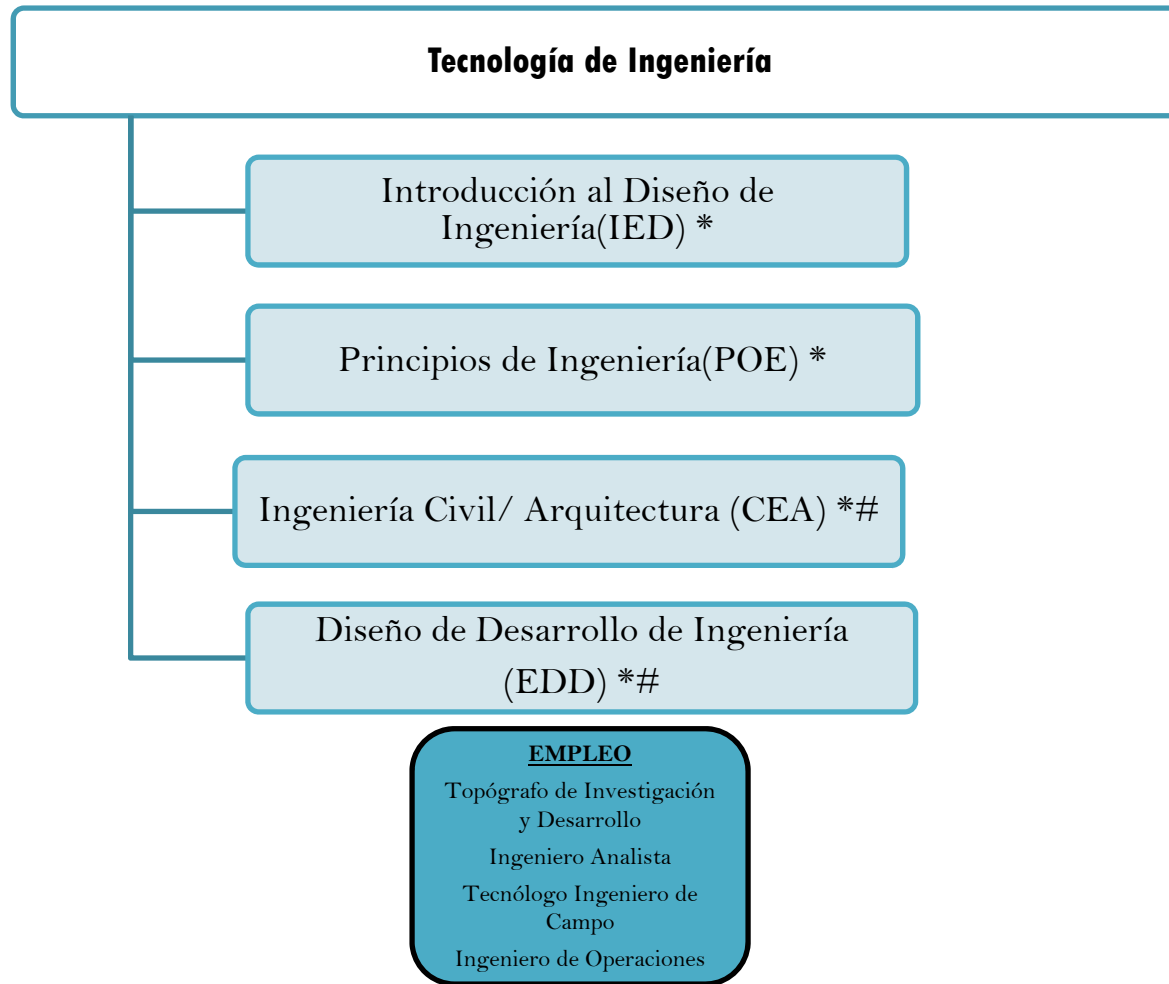 Tecnología de Ingeniería
Introducción al Diseño de
Ingeniería(IED) *
Principios de Ingeniería(POE) *
Ingeniería Civil/ Arquitectura (CEA) *#
Diseño de Desarrollo de Ingeniería
(EDD) *#
EMPLEO
Topógrafo de Investigación
y Desarrollo
Ingeniero Analista
Tecnólogo Ingeniero de
Campo
Ingeniero de Operaciones